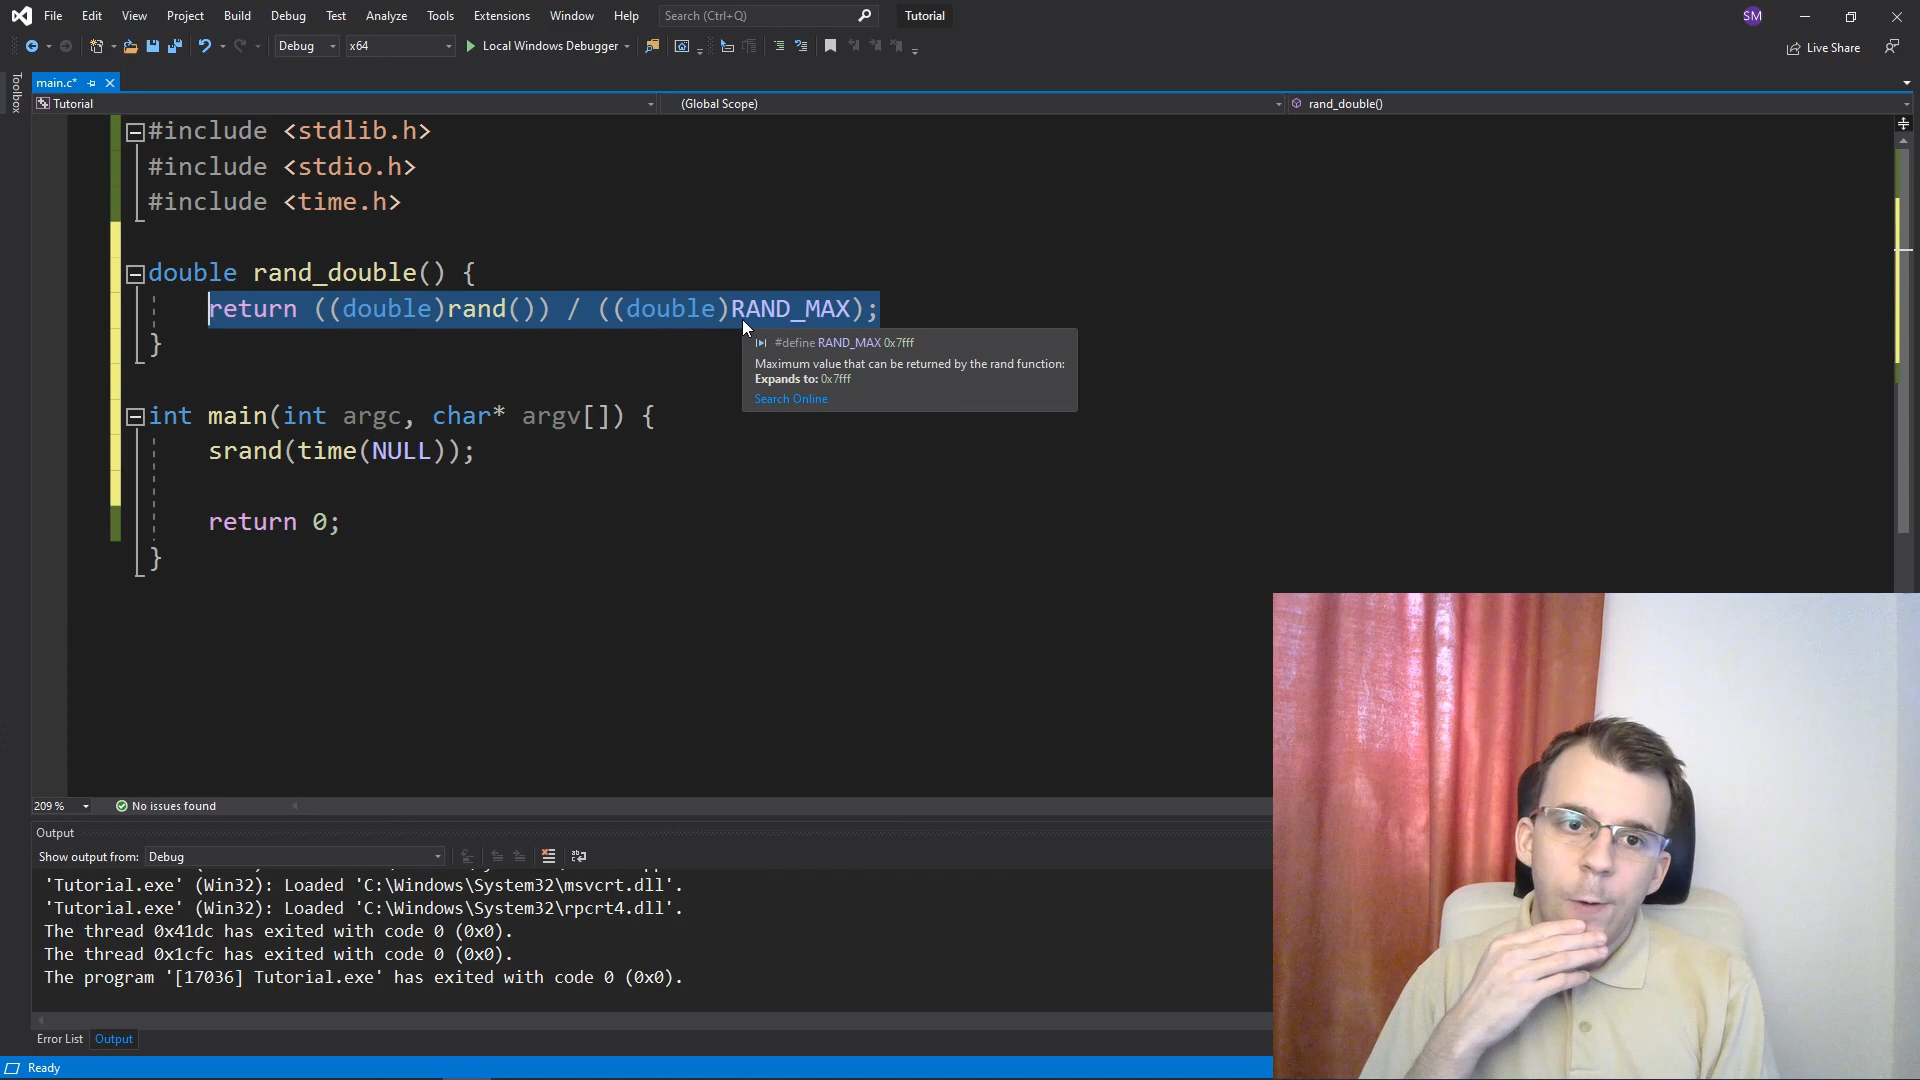 File Edit View Project Build Debug Test Analyze Tools Extensions Window Help Search (Ctrl+Q) Tutorial SM
Debug x64 Local Windows Debugger Live Share
Toolbox
main.c*
Tutorial (Global Scope) rand_double()
#include <stdlib.h>
#include <stdio.h>
#include <time.h>
double rand_double() {
return ((double)rand()) / ((double)RAND_MAX);
}
#define RAND_MAX 0x7fff
Maximum value that can be returned by the rand function:
Expands to: 0x7fff
Search Online
int main(int argc, char* argv[]) {
srand(time(NULL));
return 0;
}
209 % No issues found
Output
Show output from: Debug
'Tutorial.exe' (Win32): Loaded 'C:\Windows\System32\msvcrt.dll'.
'Tutorial.exe' (Win32): Loaded 'C:\Windows\System32\rpcrt4.dll'.
The thread 0x41dc has exited with code 0 (0x0).
The thread 0x1cfc has exited with code 0 (0x0).
The program '[17036] Tutorial.exe' has exited with code 0 (0x0).
Error List Output
Ready